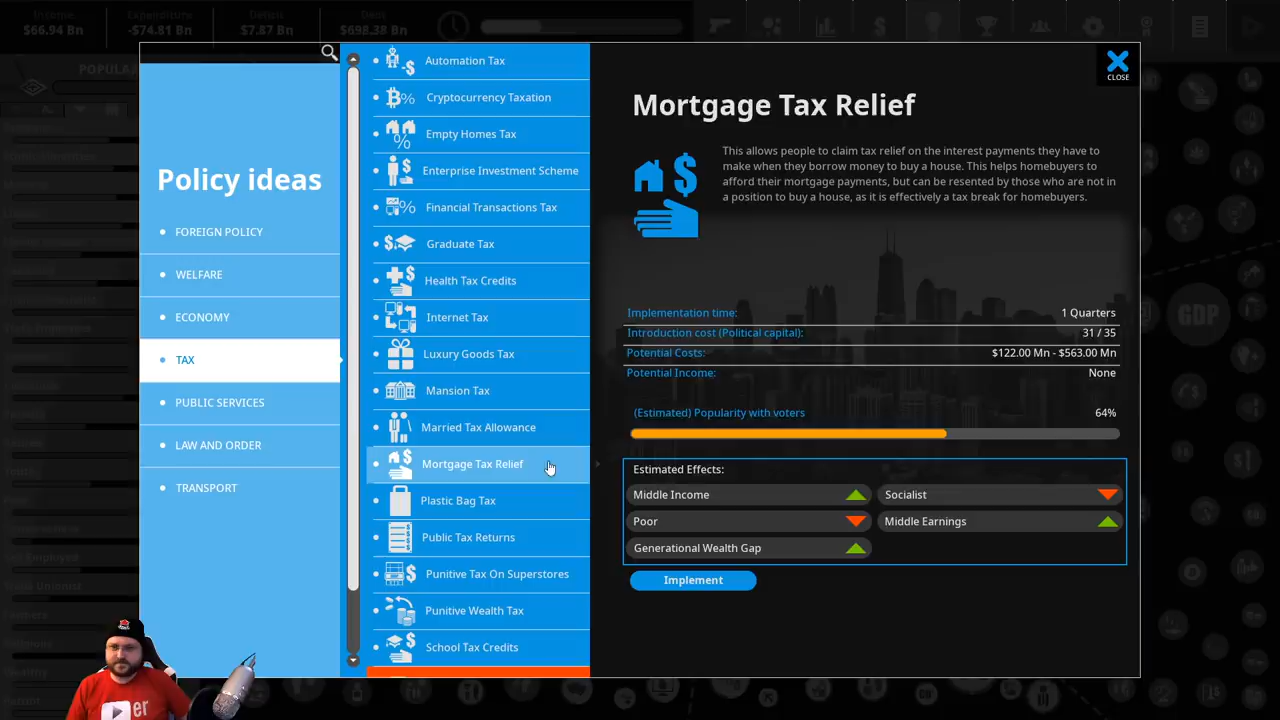 Income
Expenditure
Deficit
Debt
$66.94 Bn
-$74.81 Bn
$7.87 Bn
$698.38 Bn
Policy ideas
FOREIGN POLICY
WELFARE
ECONOMY
TAX
PUBLIC SERVICES
LAW AND ORDER
TRANSPORT
Automation Tax
Cryptocurrency Taxation
Empty Homes Tax
Enterprise Investment Scheme
Financial Transactions Tax
Graduate Tax
Health Tax Credits
Internet Tax
Luxury Goods Tax
Mansion Tax
Married Tax Allowance
Mortgage Tax Relief
Plastic Bag Tax
Public Tax Returns
Punitive Tax On Superstores
Punitive Wealth Tax
School Tax Credits
CLOSE
Mortgage Tax Relief
This allows people to claim tax relief on the interest payments they have to
make when they borrow money to buy a house. This helps homebuyers to
afford their mortgage payments, but can be resented by those who are not in
a position to buy a house, as it is effectively a tax break for homebuyers.
Implementation time: 1 Quarters
Introduction cost (Political capital): 31 / 35
Potential Costs: $122.00 Mn - $563.00 Mn
Potential Income: None
(Estimated) Popularity with voters 64%
Estimated Effects:
Middle Income
Socialist
Poor
Middle Earnings
Generational Wealth Gap
Implement
GDP
er